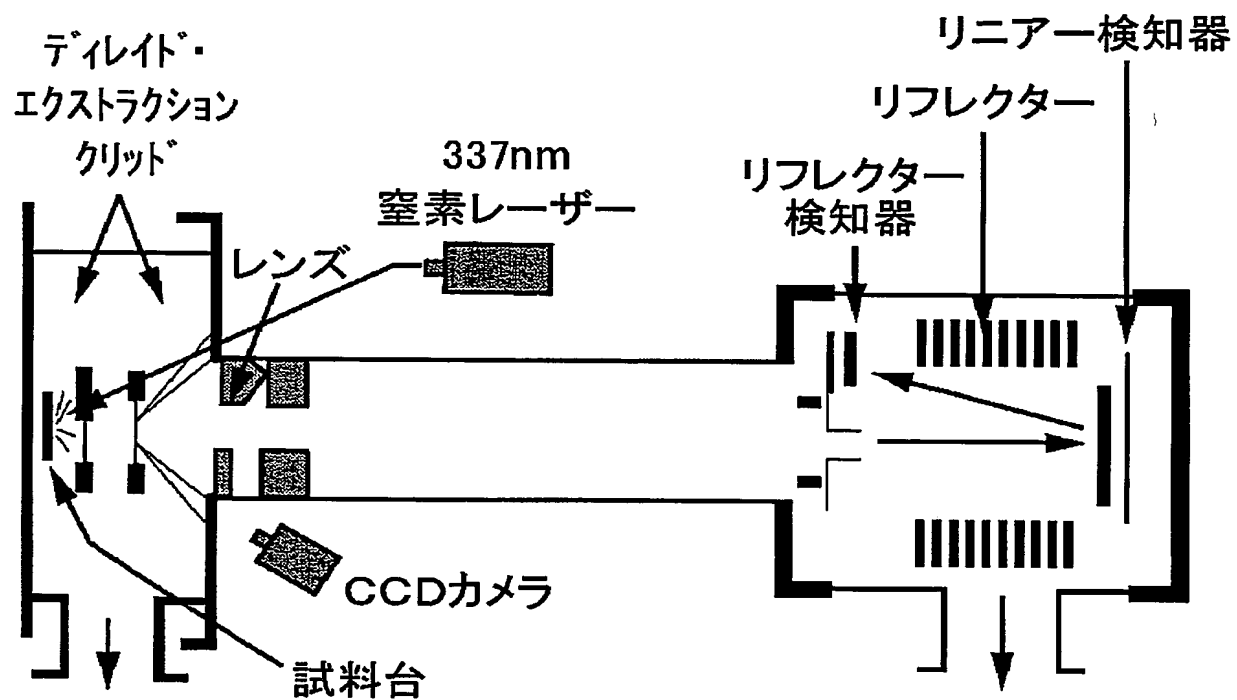 ディレイド・
エクストラクション
クリッド゛
337nm
窒素レーザー
レンズ
リニアー検知器
リフレクター
リフレクター
検知器
CCDカメラ
試料台